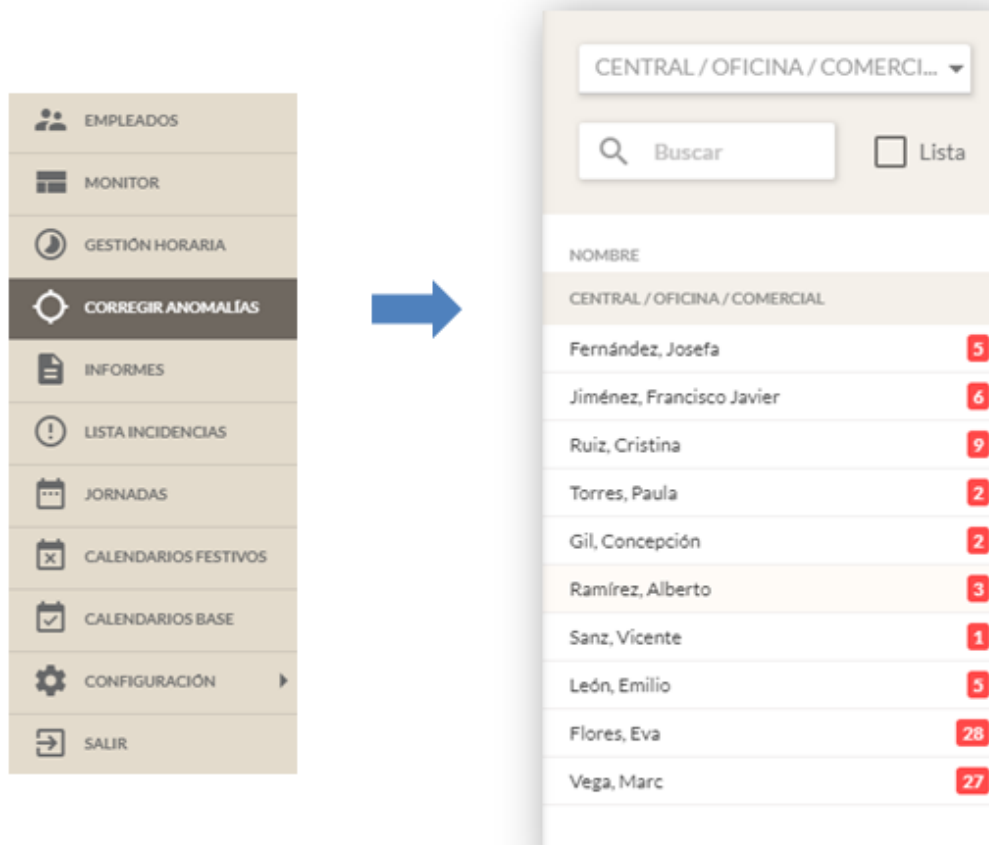 EMPLEADOS
MONITOR
GESTIÓN HORARIA
CORREGIR ANOMALÍAS
INFORMES
LISTA INCIDENCIAS
JORNADAS
CALENDARIOS FESTIVOS
CALENDARIOS BASE
CONFIGURACIÓN
SALIR
CENTRAL / OFICINA / COMERCI...
Buscar Lista
NOMBRE
CENTRAL / OFICINA / COMERCIAL
Fernández, Josefa 5
Jiménez, Francisco Javier 6
Ruiz, Cristina 9
Torres, Paula 2
Gil, Concepción 2
Ramírez, Alberto 3
Sanz, Vicente 1
León, Emilio 5
Flores, Eva 28
Vega, Marc 27